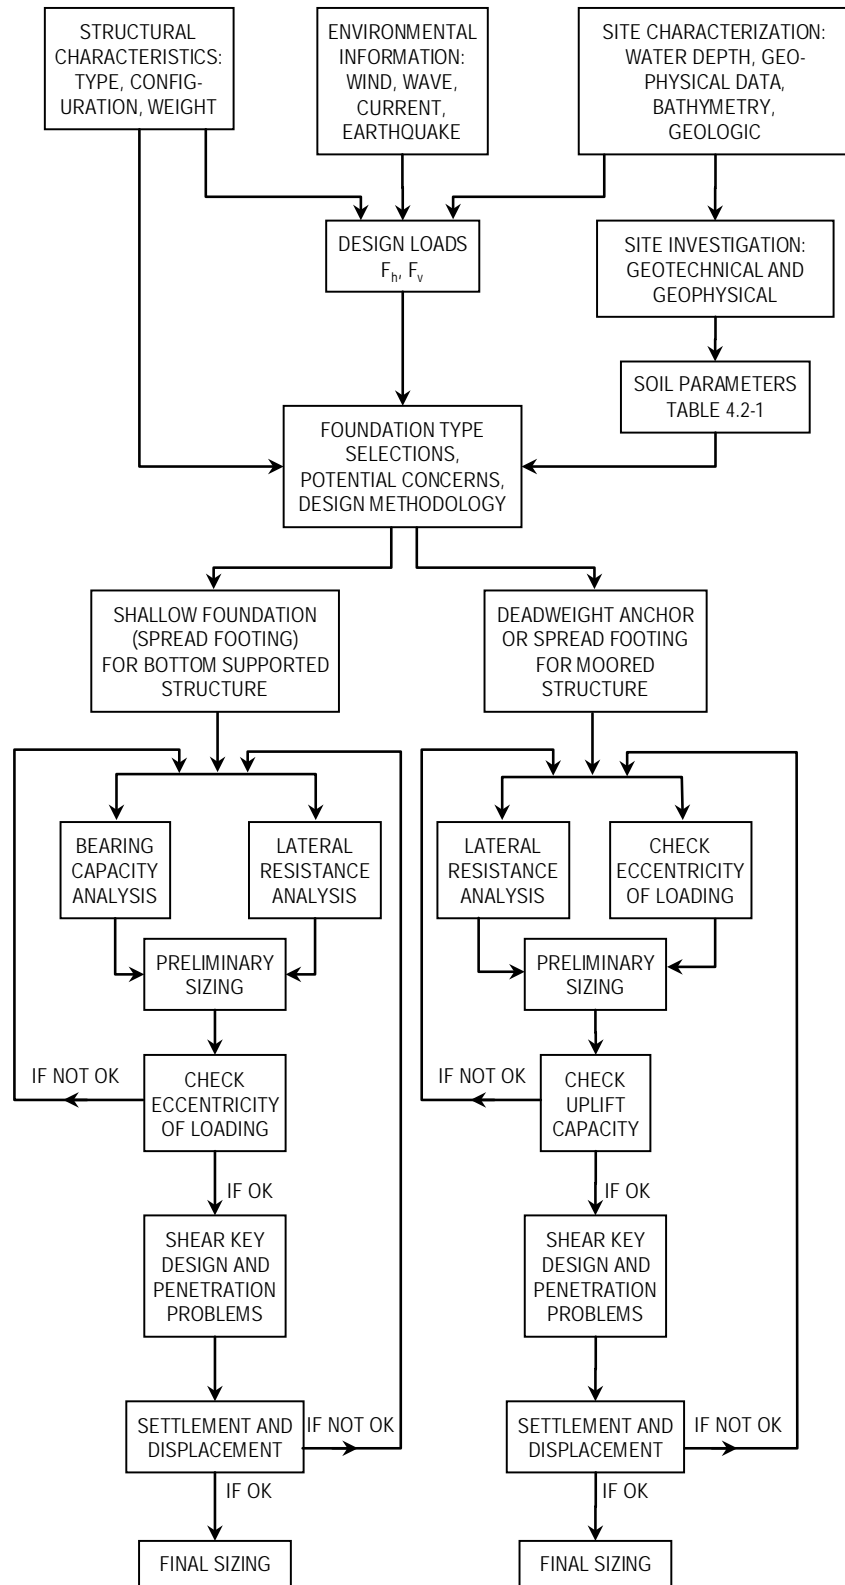 STRUCTURAL
CHARACTERISTICS:
TYPE, CONFIG-
URATION, WEIGHT
ENVIRONMENTAL
INFORMATION:
WIND, WAVE,
CURRENT,
EARTHQUAKE
SITE CHARACTERIZATION:
WATER DEPTH, GEO-
PHYSICAL DATA,
BATHYMETRY,
GEOLOGIC
DESIGN LOADS
Fh, Fv
SITE INVESTIGATION:
GEOTECHNICAL AND
GEOPHYSICAL
SOIL PARAMETERS
TABLE 4.2-1
FOUNDATION TYPE
SELECTIONS,
POTENTIAL CONCERNS,
DESIGN METHODOLOGY
SHALLOW FOUNDATION
(SPREAD FOOTING)
FOR BOTTOM SUPPORTED
STRUCTURE
DEADWEIGHT ANCHOR
OR SPREAD FOOTING
FOR MOORED
STRUCTURE
BEARING
CAPACITY
ANALYSIS
LATERAL
RESISTANCE
ANALYSIS
LATERAL
RESISTANCE
ANALYSIS
CHECK
ECCENTRICITY
OF LOADING
PRELIMINARY
SIZING
PRELIMINARY
SIZING
IF NOT OK
CHECK
ECCENTRICITY
OF LOADING
IF NOT OK
CHECK
UPLIFT
CAPACITY
IF OK
IF OK
SHEAR KEY
DESIGN AND
PENETRATION
PROBLEMS
SHEAR KEY
DESIGN AND
PENETRATION
PROBLEMS
SETTLEMENT AND
DISPLACEMENT
IF NOT OK
SETTLEMENT AND
DISPLACEMENT
IF NOT OK
IF OK
IF OK
FINAL SIZING
FINAL SIZING